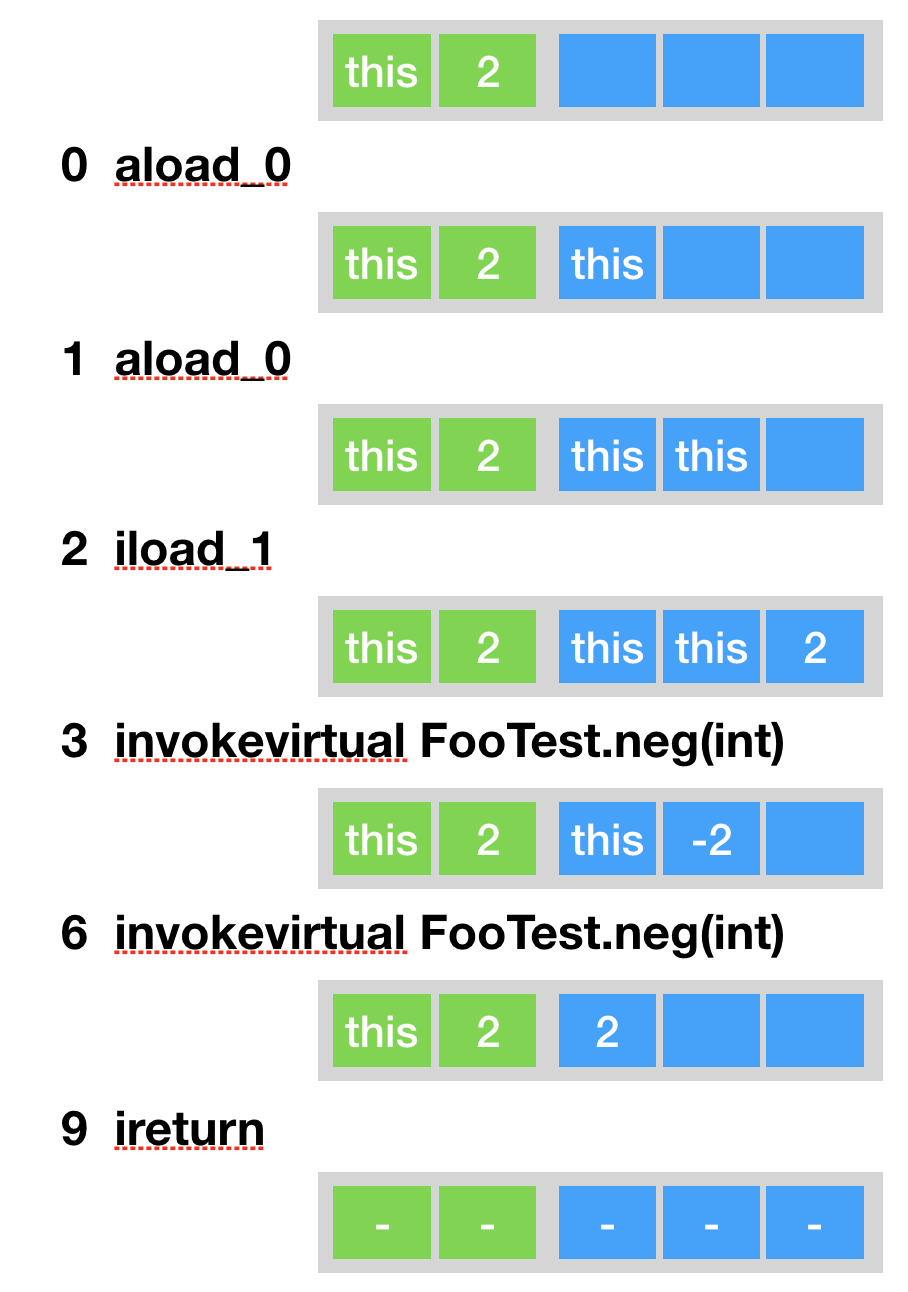 this 2
0 aload_0
this 2 this
1 aload_0
this 2 this this
2 iload_1
this 2 this this 2
3 invokevirtual FooTest.neg(int)
this 2 this -2
6 invokevirtual FooTest.neg(int)
this 2 2
9 ireturn
- - - - -